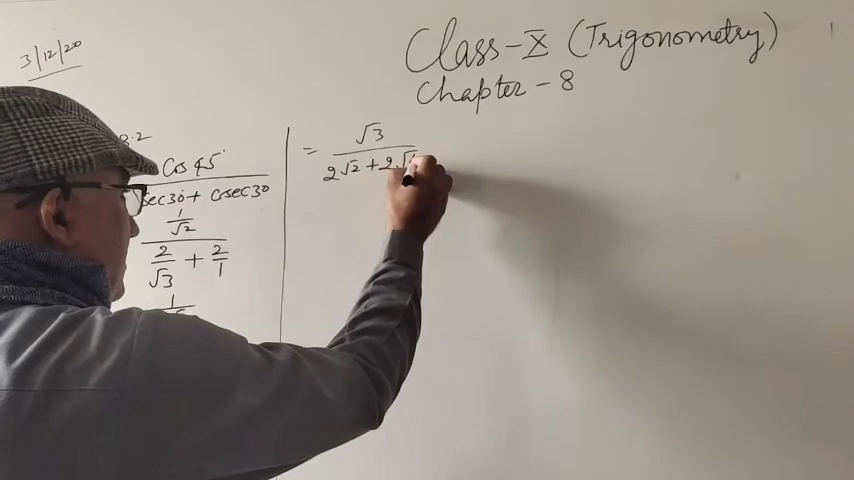 3/12/20
Class - X (Trigonometry)
Chapter - 8
8.2
Cos 45°
sec30 + cosec30
1
√2
2 + 2
√3 1
1
= √3
2√2 + 2√